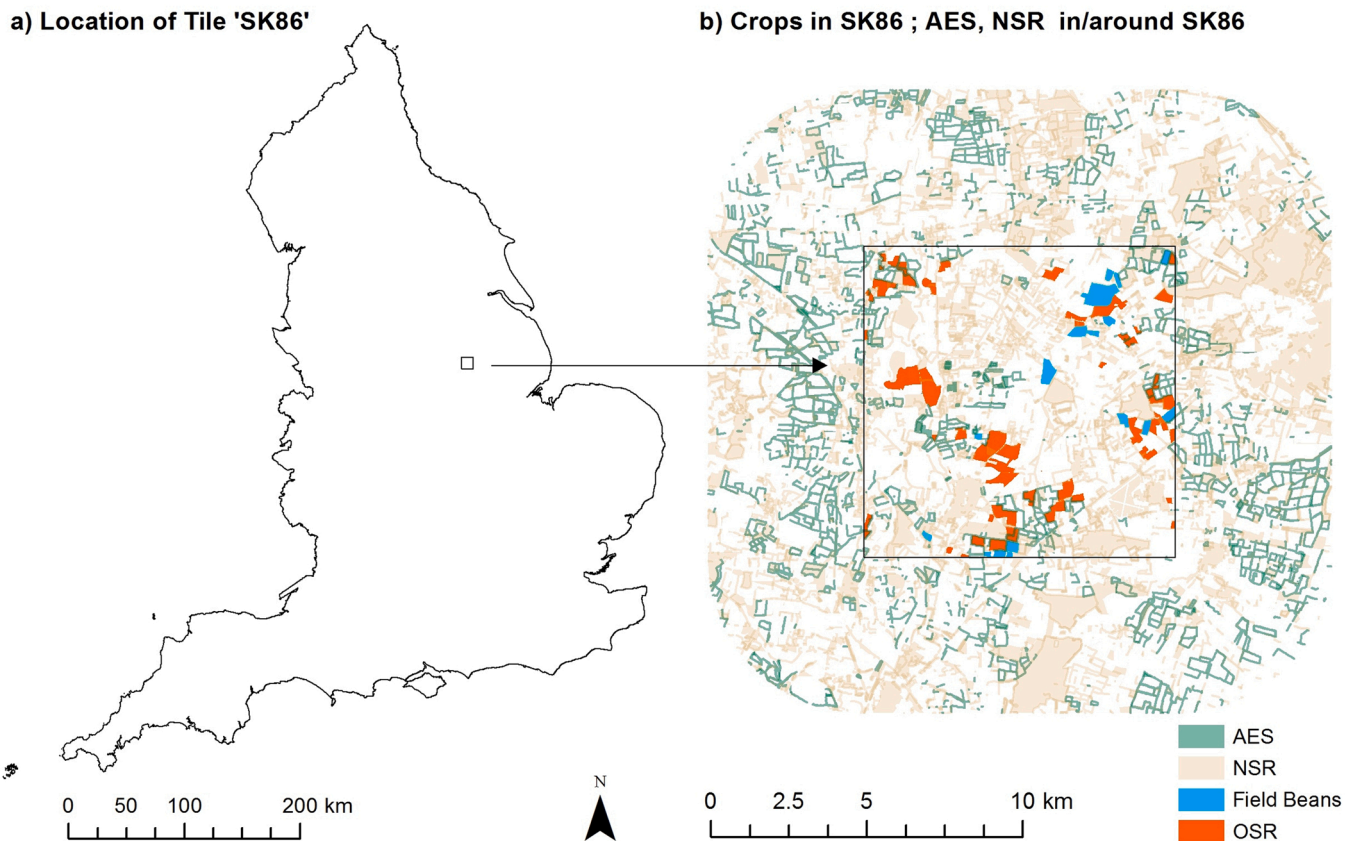 a) Location of Tile 'SK86'
b) Crops in SK86 ; AES, NSR in/around SK86
AES
NSR
Field Beans
OSR
N
0 50 100 200 km
0 2.5 5 10 km